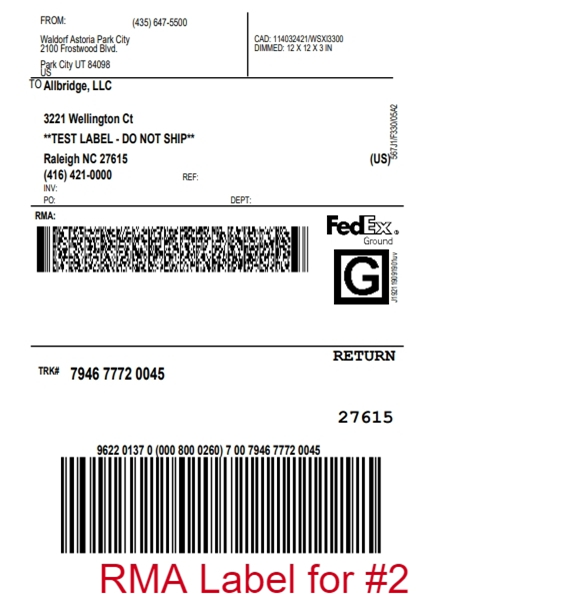 FROM: (435) 647-5500
Waldorf Astoria Park City
2100 Frostwood Blvd.
Park City UT 84098
US
CAD: 114032421/WSXI3300
DIMMED: 12 X 12 X 3 IN
TO Allbridge, LLC
3221 Wellington Ct
**TEST LABEL - DO NOT SHIP**
Raleigh NC 27615 (US)
(416) 421-0000 REF:
INV:
PO: DEPT:
567J1/F330/05A2
RMA:
FedEx.
Ground
G
J192119091901uv
RETURN
TRK# 7946 7772 0045
27615
9622 0137 0 (000 800 0260) 7 00 7946 7772 0045
RMA Label for #2